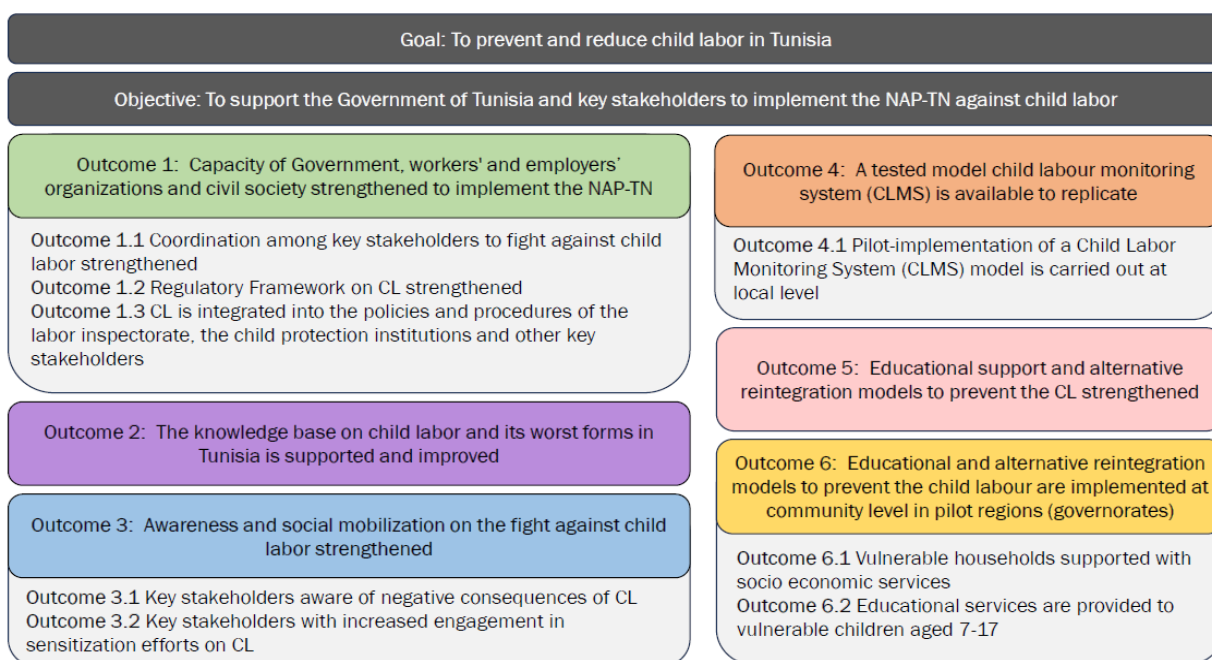 Goal: To prevent and reduce child labor in Tunisia
Objective: To support the Government of Tunisia and key stakeholders to implement the NAP-TN against child labor
Outcome 1: Capacity of Government, workers' and employers’
organizations and civil society strengthened to implement the NAP-TN
Outcome 1.1 Coordination among key stakeholders to fight against child
labor strengthened
Outcome 1.2 Regulatory Framework on CL strengthened
Outcome 1.3 CL is integrated into the policies and procedures of the
labor inspectorate, the child protection institutions and other key
stakeholders
Outcome 2: The knowledge base on child labor and its worst forms in
Tunisia is supported and improved
Outcome 3: Awareness and social mobilization on the fight against child
labor strengthened
Outcome 3.1 Key stakeholders aware of negative consequences of CL
Outcome 3.2 Key stakeholders with increased engagement in
sensitization efforts on CL
Outcome 4: A tested model child labour monitoring
system (CLMS) is available to replicate
Outcome 4.1 Pilot-implementation of a Child Labor
Monitoring System (CLMS) model is carried out at
local level
Outcome 5: Educational support and alternative
reintegration models to prevent the CL strengthened
Outcome 6: Educational and alternative reintegration
models to prevent the child labour are implemented at
community level in pilot regions (governorates)
Outcome 6.1 Vulnerable households supported with
socio economic services
Outcome 6.2 Educational services are provided to
vulnerable children aged 7-17